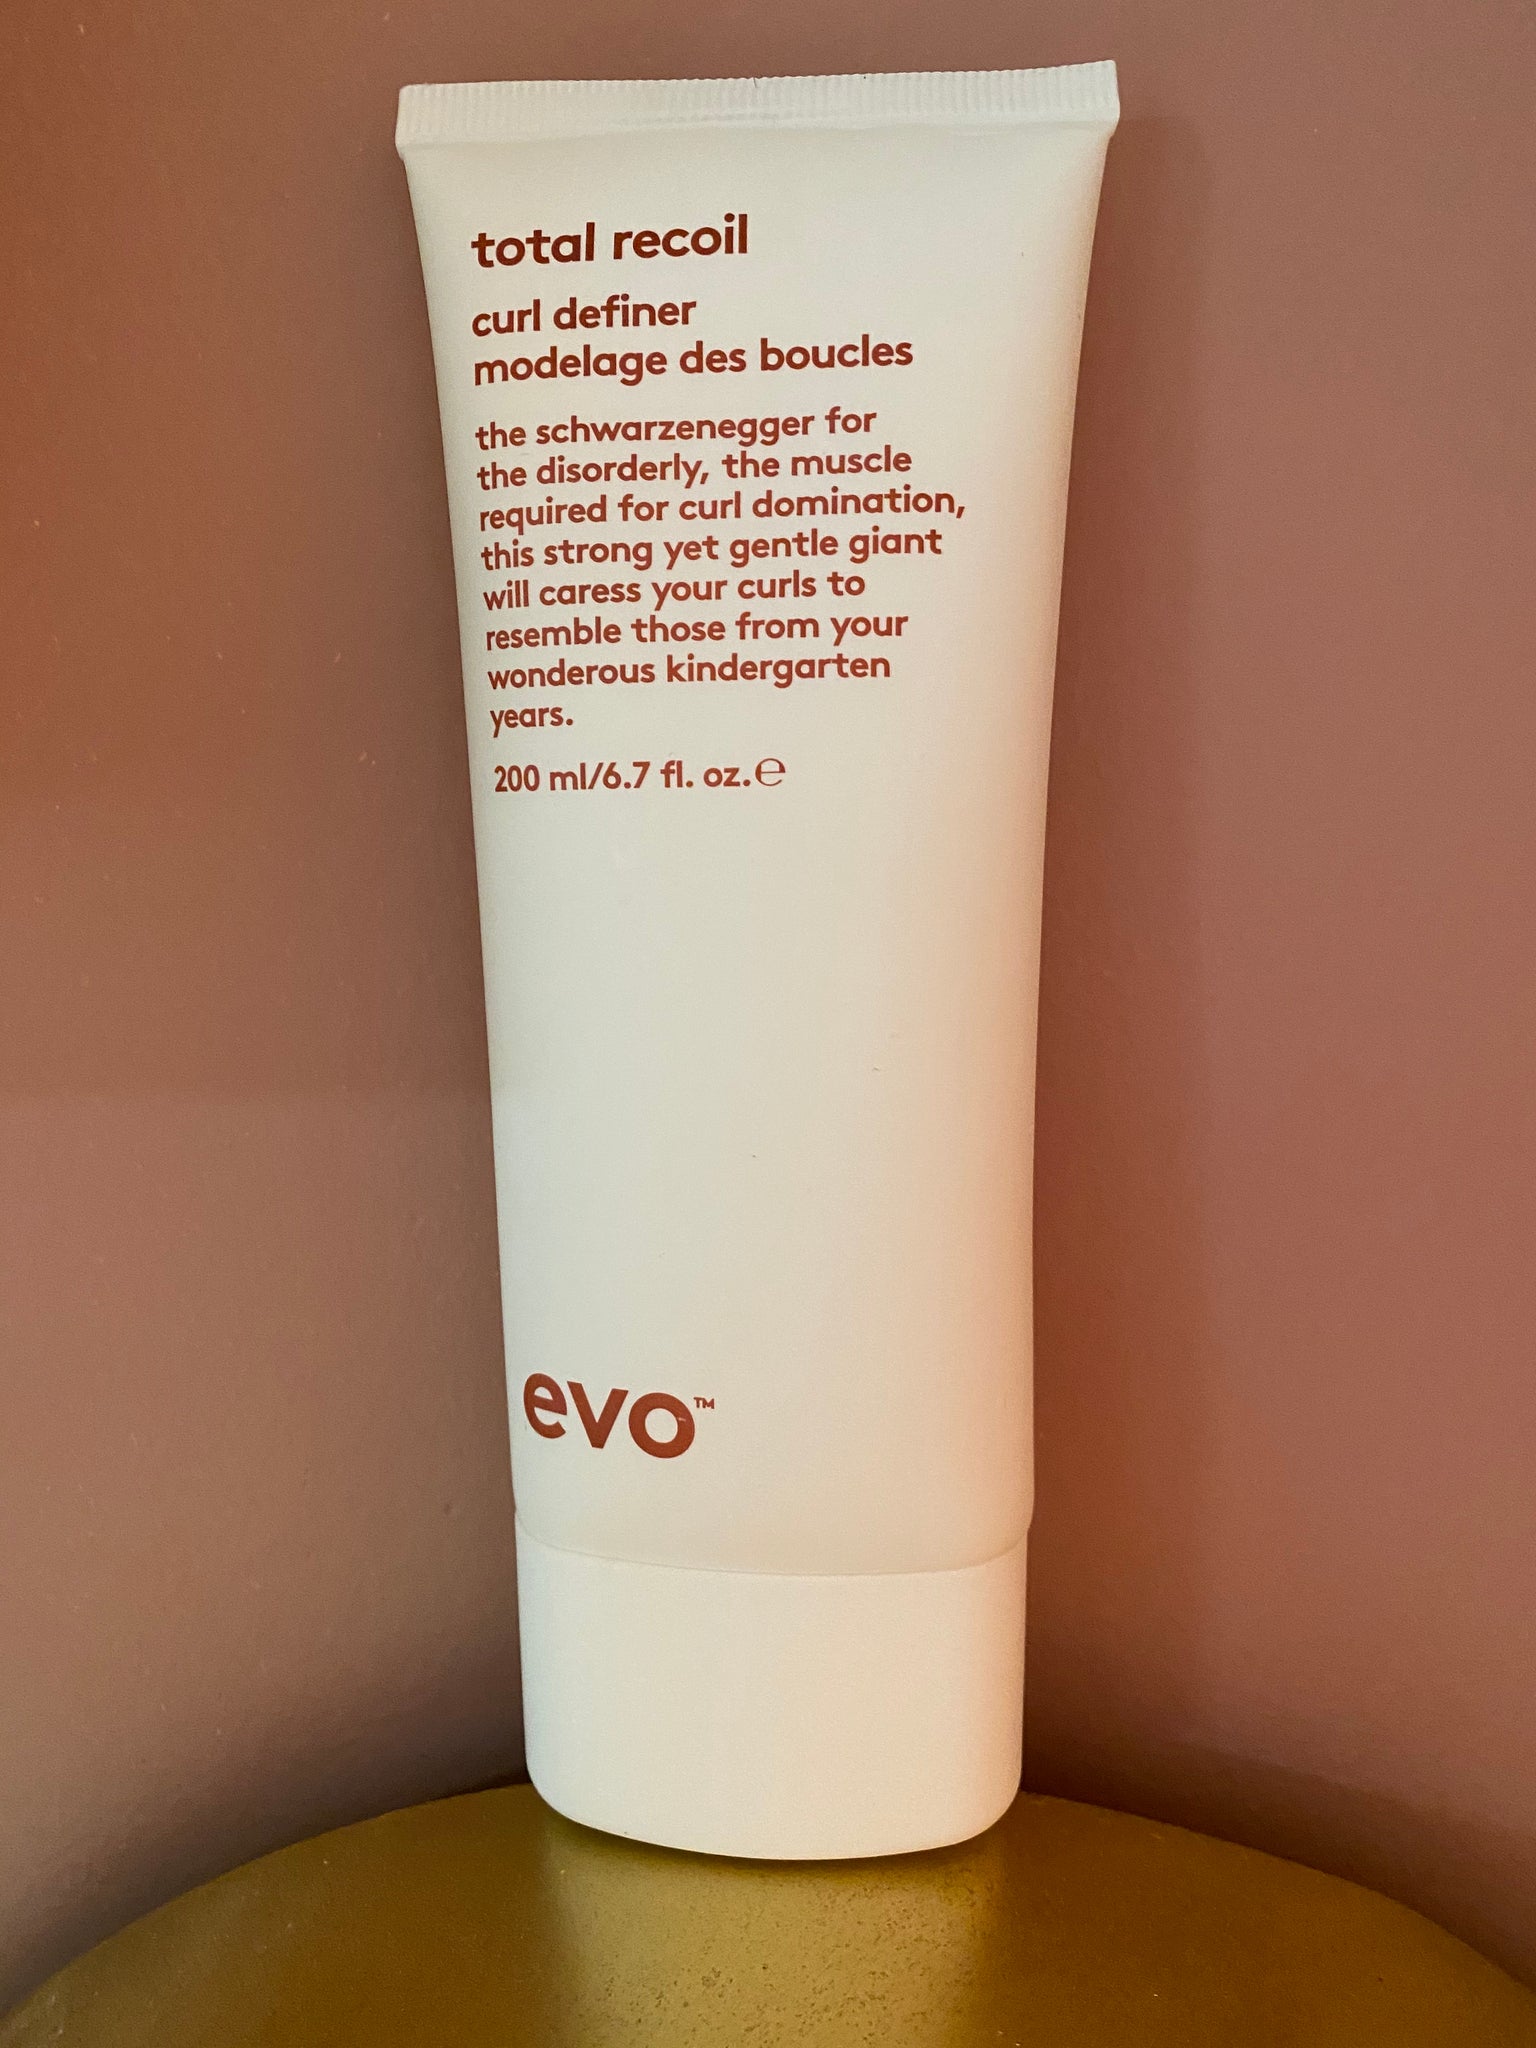 total recoil
curl definer
modelage des boucles
the schwarzenegger for
the disorderly, the muscle
required for curl domination,
this strong yet gentle giant
will caress your curls to
resemble those from your
wonderous kindergarten
years.
200 ml/6.7 fl. oz.℮
evo™